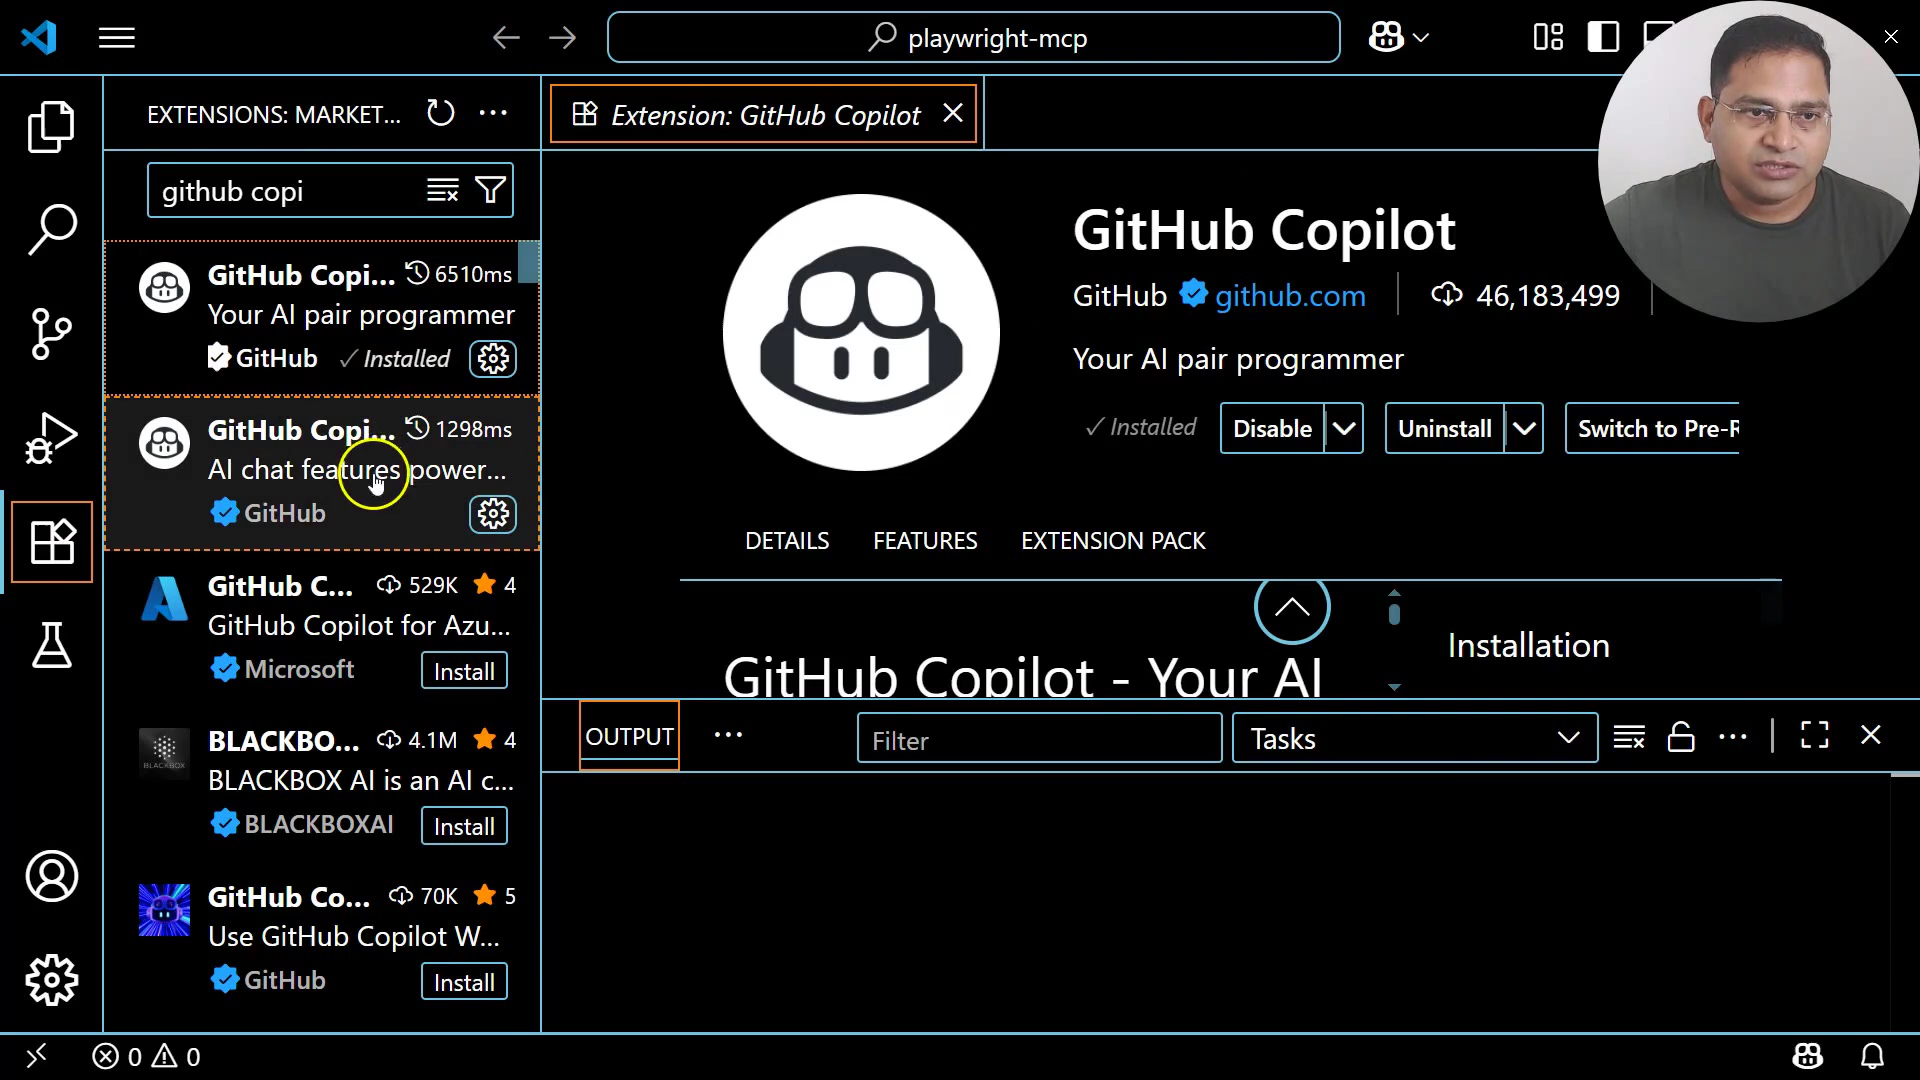 playwright-mcp
EXTENSIONS: MARKET...
Extension: GitHub Copilot
github copi
GitHub Copi... 6510ms
Your AI pair programmer
GitHub ✓ Installed
GitHub Copi... 1298ms
AI chat features power...
GitHub
GitHub C... 529K 4
GitHub Copilot for Azu...
Microsoft Install
BLACKBO... 4.1M 4
BLACKBOX
BLACKBOX AI is an AI c...
BLACKBOXAI Install
GitHub Co... 70K 5
Use GitHub Copilot W...
GitHub Install
GitHub Copilot
GitHub github.com 46,183,499
Your AI pair programmer
✓ Installed Disable Uninstall Switch to Pre-R
DETAILS FEATURES EXTENSION PACK
GitHub Copilot - Your AI
Installation
OUTPUT ... Filter Tasks
0 0